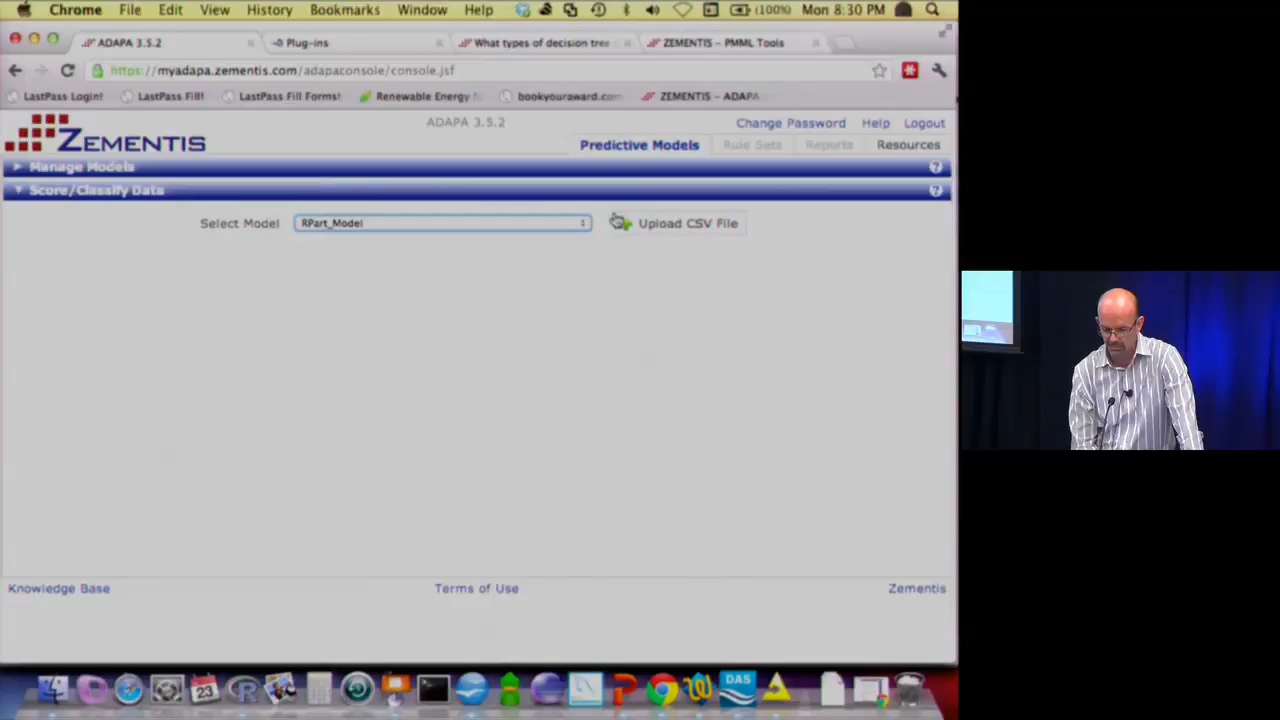 Chrome File Edit View History Bookmarks Window Help (100%) Mon 8:30 PM
ADAPA 3.5.2 Plug-ins What types of decision tree ZEMENTIS – PMML Tools
https://myadapa.zementis.com/adapaconsole/console.jsf
LastPass Login! LastPass Fill! LastPass Fill Forms! Renewable Energy bookyouraward.com ZEMENTIS – ADAPA
ZEMENTIS ADAPA 3.5.2 Change Password Help Logout
Predictive Models Rule Sets Reports Resources
Manage Models ?
Score/Classify Data ?
Select Model RPart_Model Upload CSV File
Knowledge Base Terms of Use Zementis
23 DAS